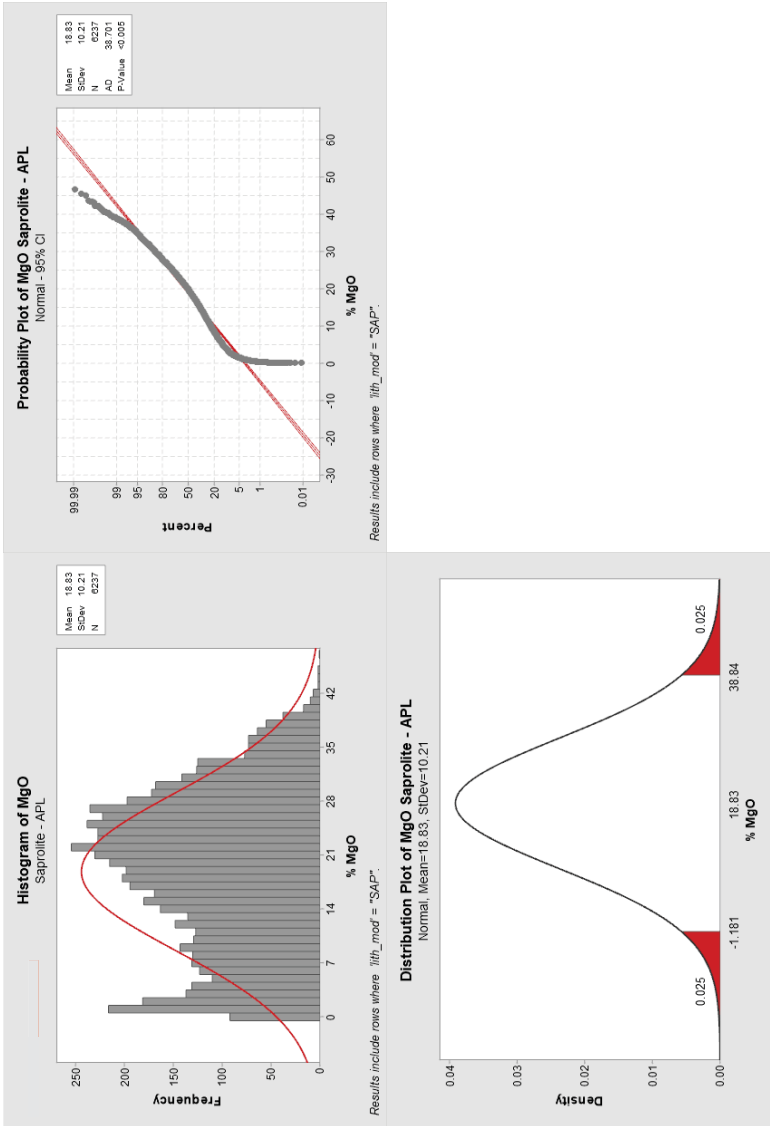 Histogram of MgO
Saprolite - APL
Mean 18.83
StDev 10.21
N 6237
Frequency
250
200
150
100
50
0
0 7 14 21 28 35 42
% MgO
Results include rows where 'lith_mod' = "SAP".
Probability Plot of MgO Saprolite - APL
Normal - 95% CI
Mean 18.83
StDev 10.21
N 6237
AD 38.701
P-Value <0.005
Percent
99.99
99
95
80
50
20
5
1
0.01
-30 -20 -10 0 10 20 30 40 50 60
% MgO
Results include rows where 'lith_mod' = "SAP".
Distribution Plot of MgO Saprolite - APL
Normal, Mean=18.83, StDev=10.21
Density
0.04
0.03
0.02
0.01
0.00
0.025
0.025
-1.181 18.83 38.84
% MgO